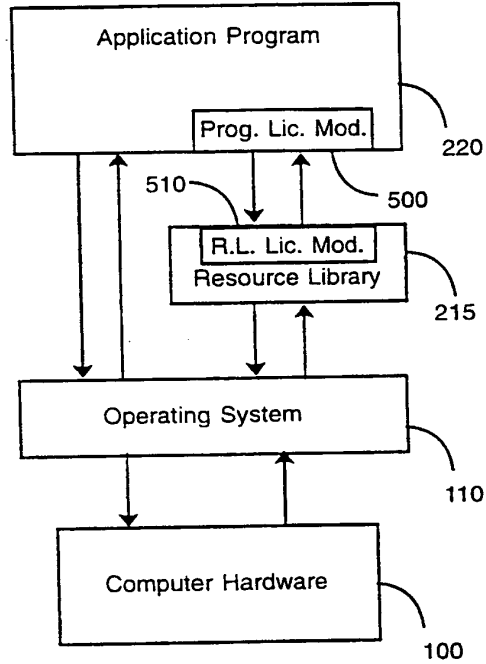 Application Program
Prog. Lic. Mod.
220
510
500
R.L. Lic. Mod.
Resource Library
215
Operating System
110
Computer Hardware
100